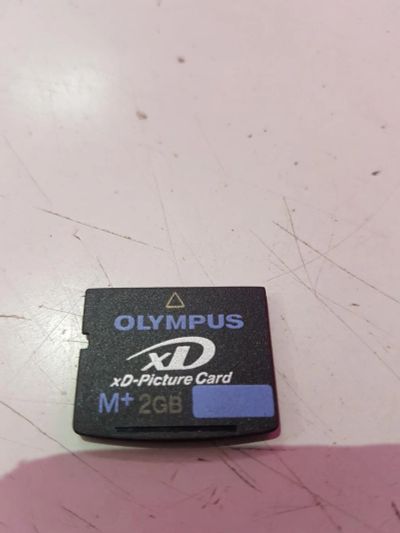 OLYMPUS
xD
xD-Picture Card
M+ 2GB